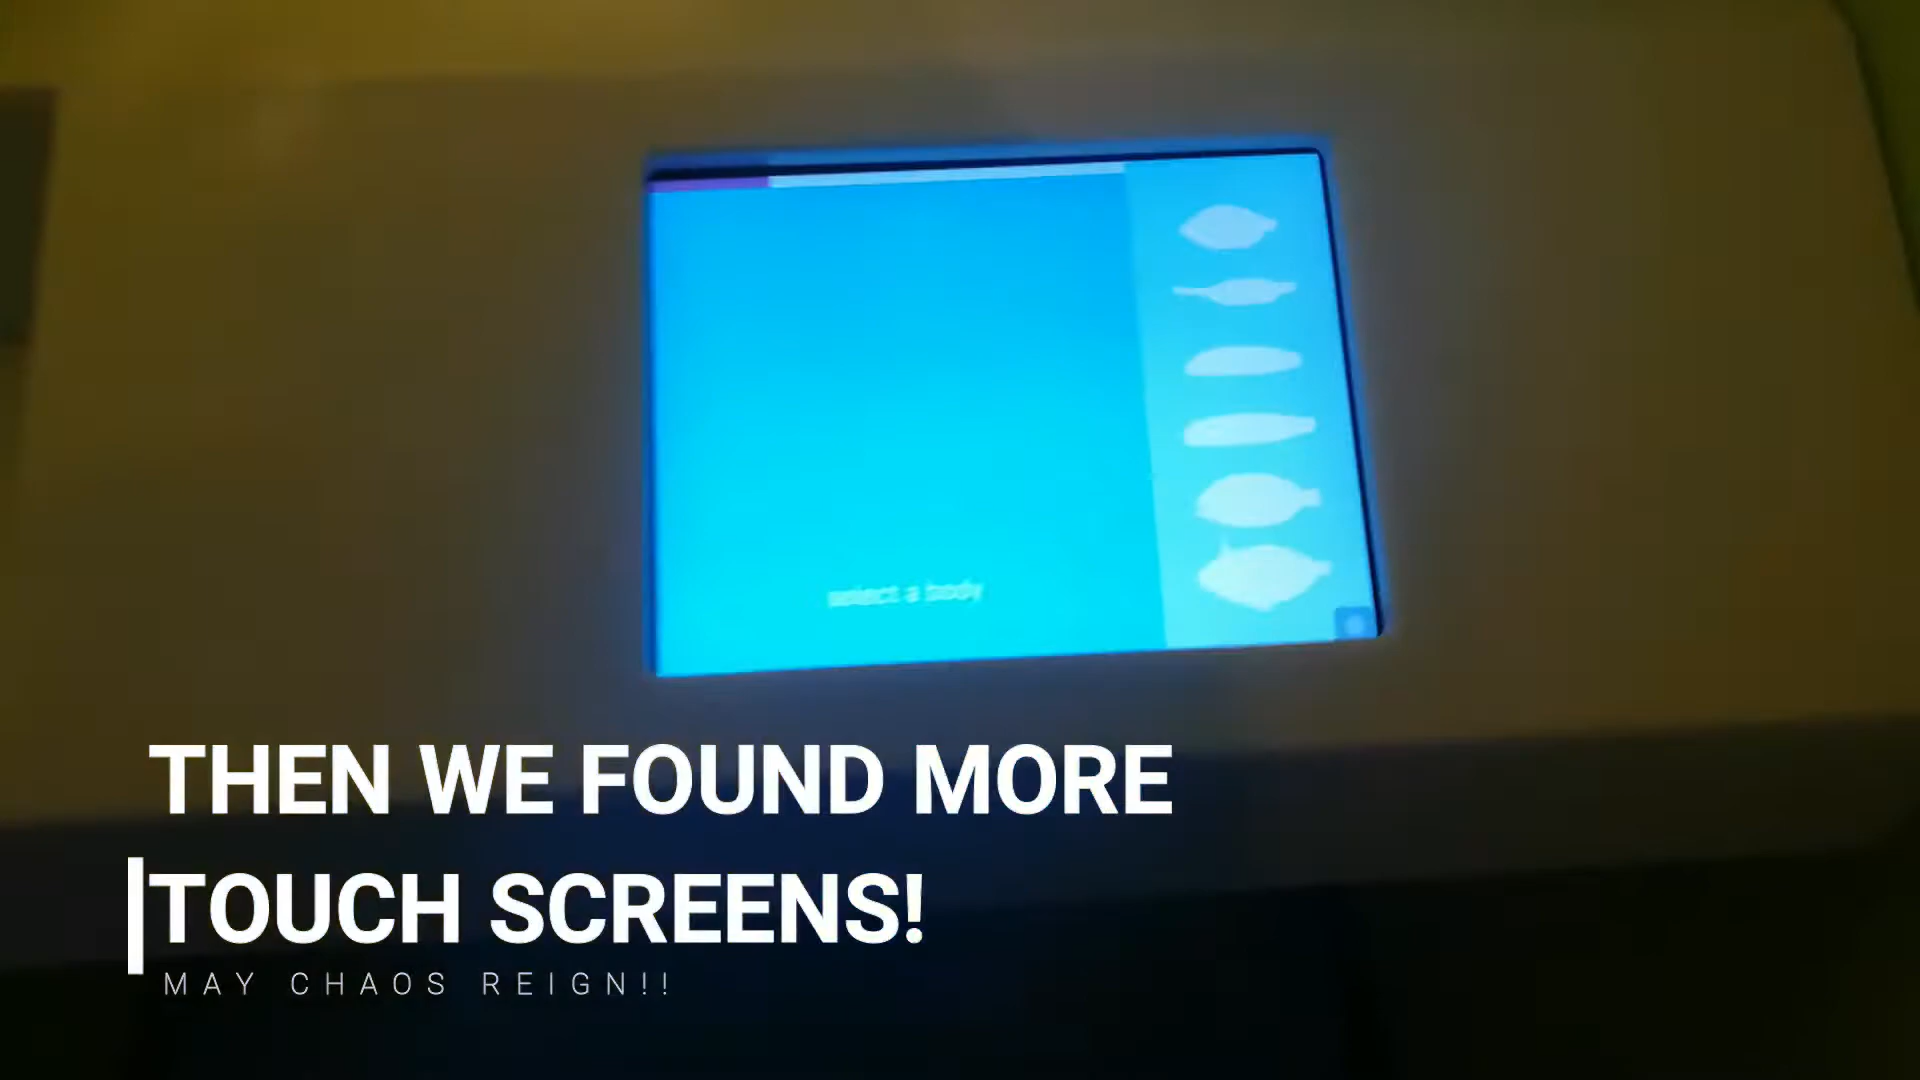 select a body
THEN WE FOUND MORE
TOUCH SCREENS!
MAY CHAOS REIGN!!